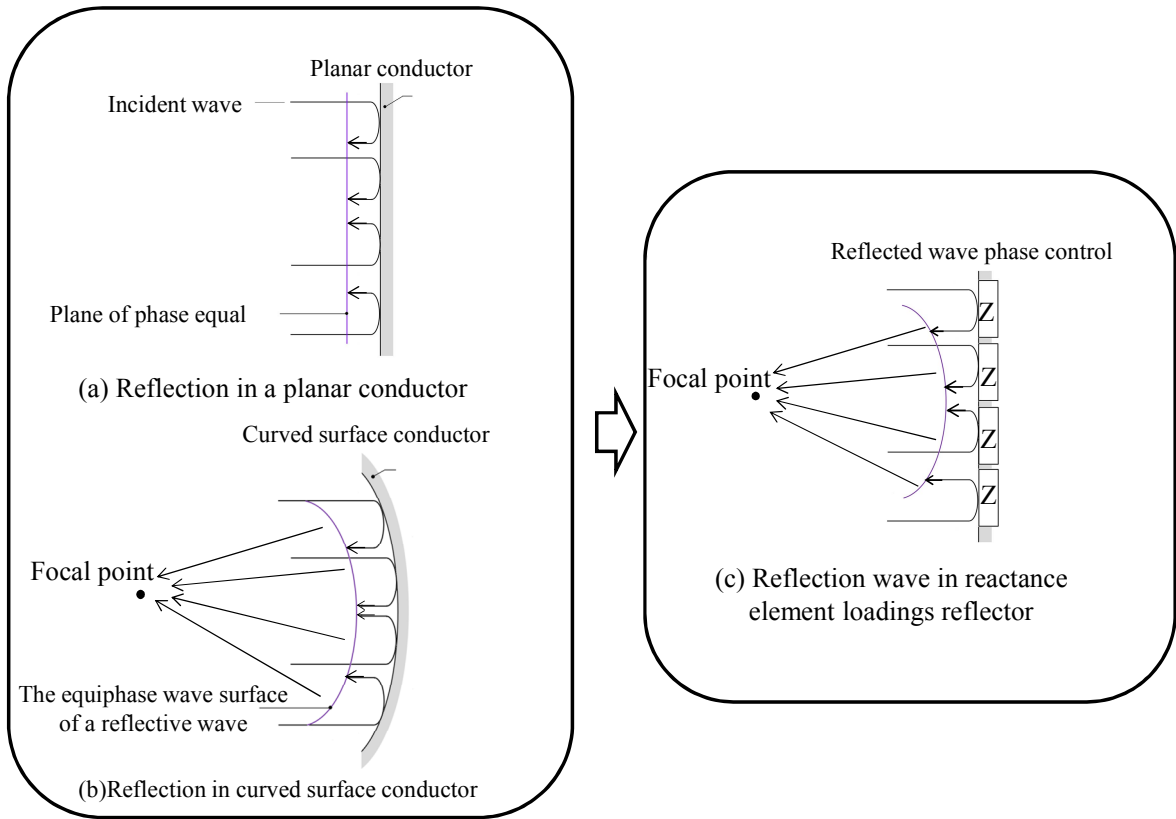 Planar conductor
Incident wave
Plane of phase equal
(a) Reflection in a planar conductor
Curved surface conductor
Focal point
The equiphase wave surface
of a reflective wave
(b)Reflection in curved surface conductor
Reflected wave phase control
Z
Z
Z
Z
Focal point
(c) Reflection wave in reactance
element loadings reflector